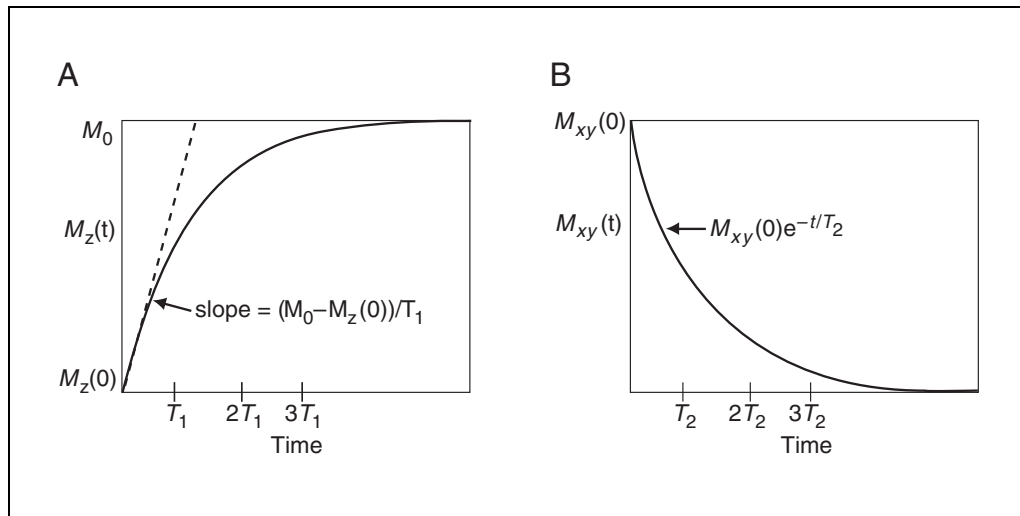 A
M0
Mz(t)
Mz(0)
slope = (M0–Mz(0))/T1
T1 2T1 3T1
Time
B
Mxy(0)
Mxy(t)
Mxy(0)e–t/T2
T2 2T2 3T2
Time